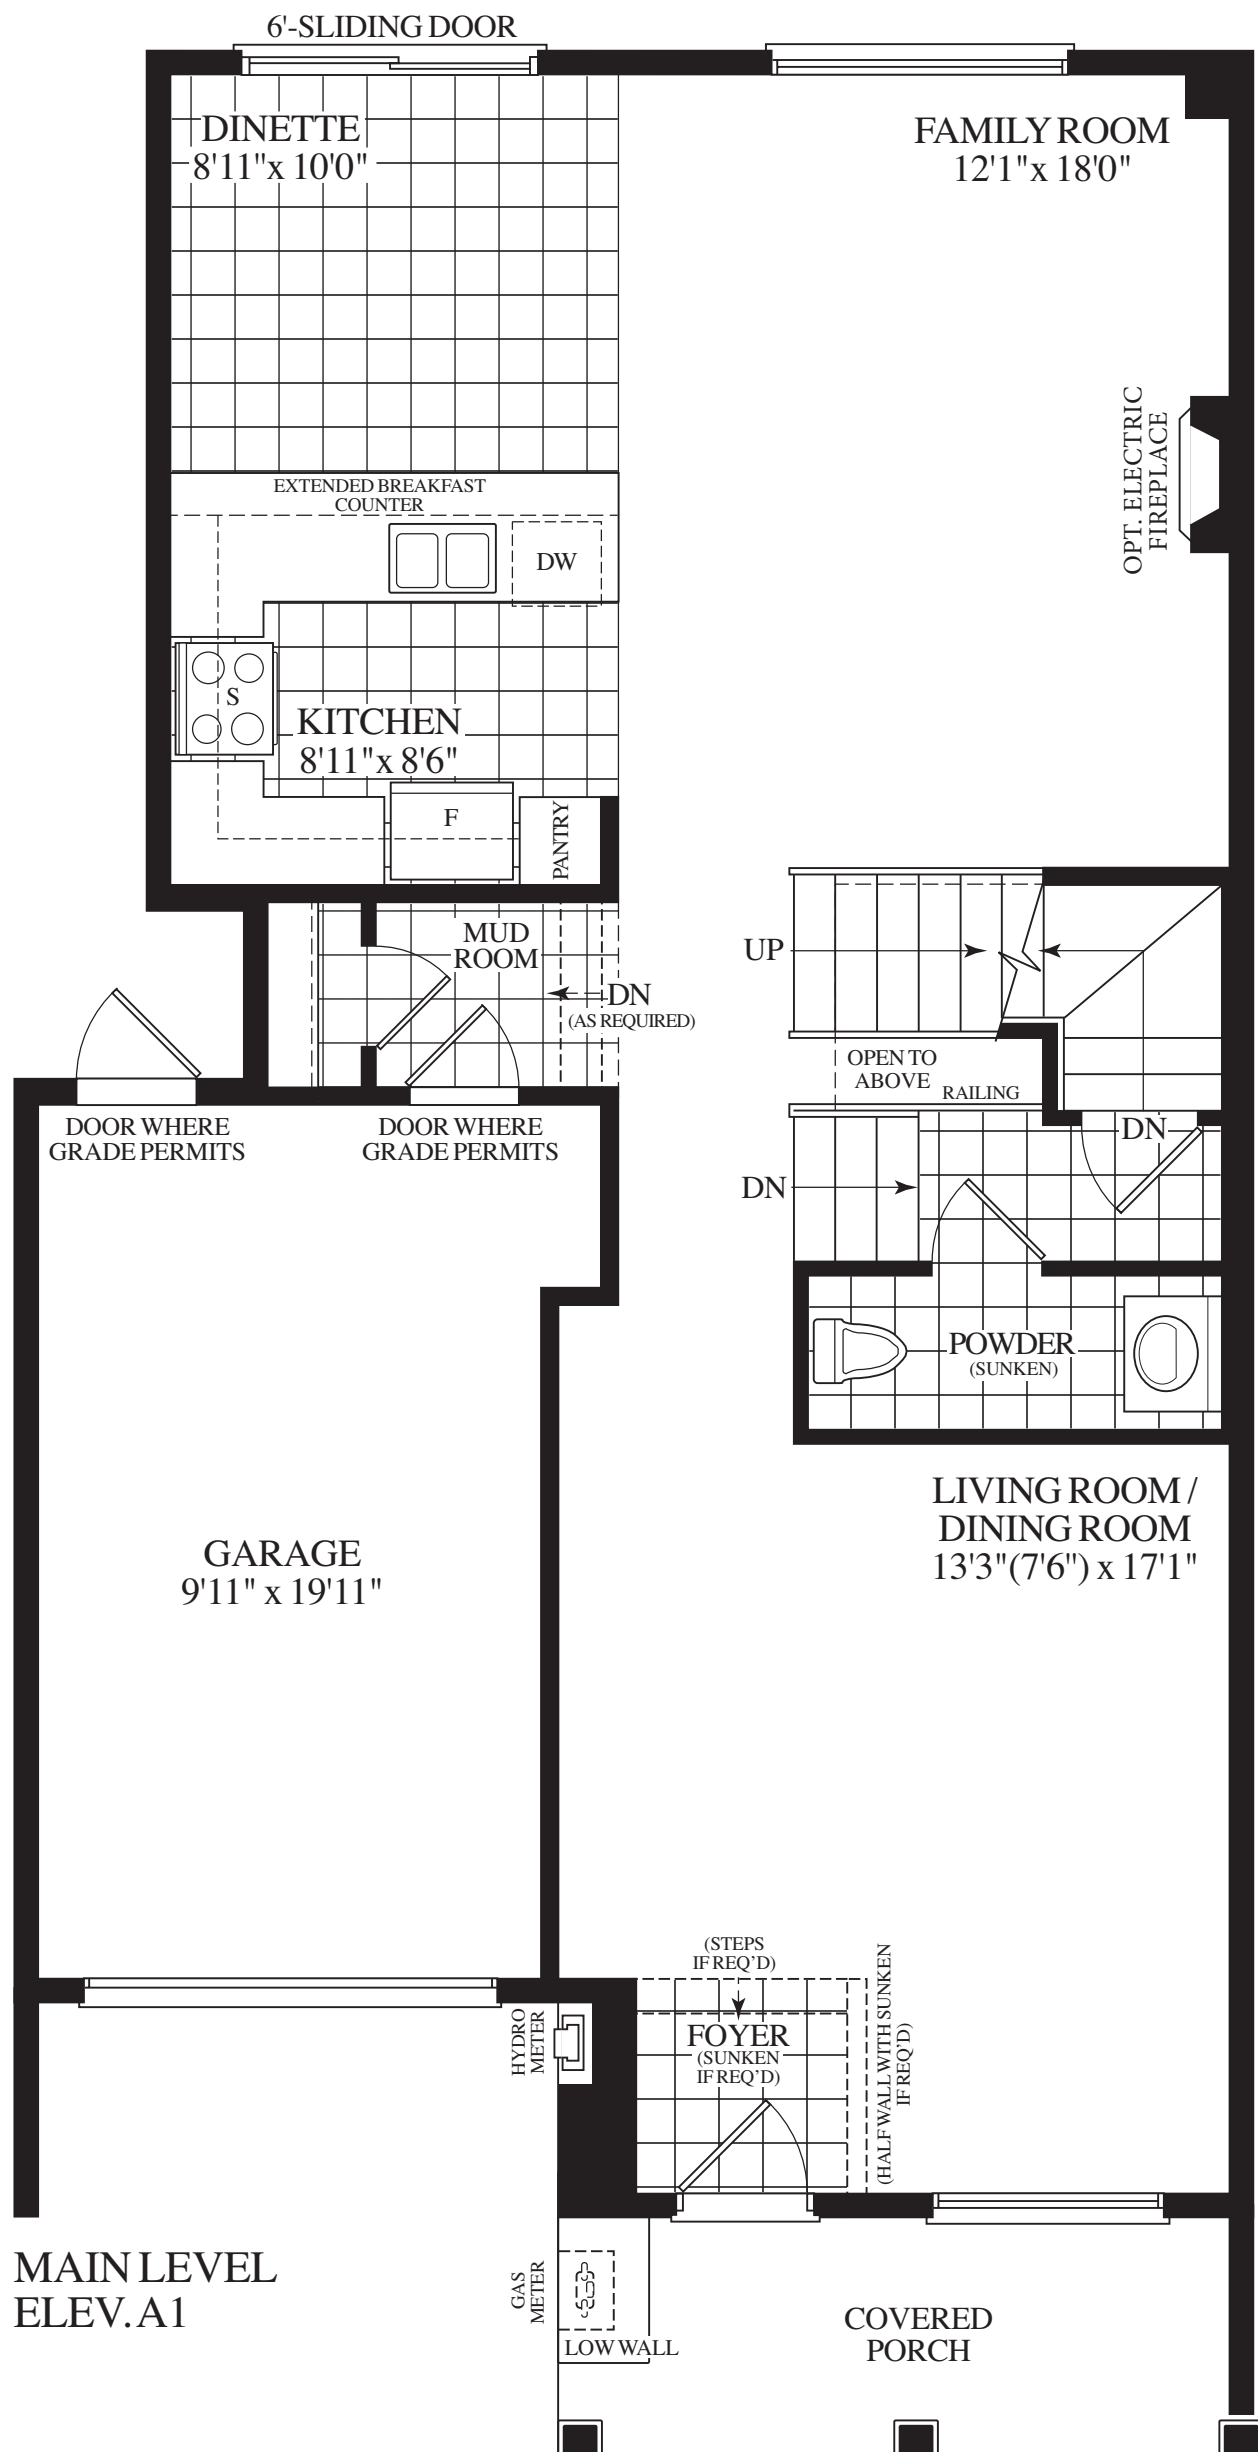 6'-SLIDING DOOR
DINETTE
8'11"x 10'0"
FAMILY ROOM
12'1"x 18'0"
EXTENDED BREAKFAST
COUNTER
DW
OPT. ELECTRIC
FIREPLACE
S
KITCHEN
8'11"x 8'6"
F
PANTRY
MUD
ROOM
UP
DN
(AS REQUIRED)
OPEN TO
ABOVE
RAILING
DOOR WHERE
GRADE PERMITS
DOOR WHERE
GRADE PERMITS
DN
DN
POWDER
(SUNKEN)
LIVING ROOM /
DINING ROOM
13'3"(7'6") x 17'1"
GARAGE
9'11" x 19'11"
(STEPS
IF REQ'D)
FOYER
(SUNKEN
IF REQ'D)
(HALF WALL WITH SUNKEN
IF REQ'D)
HYDRO
METER
MAIN LEVEL
ELEV. A1
GAS
METER
LOW WALL
COVERED
PORCH